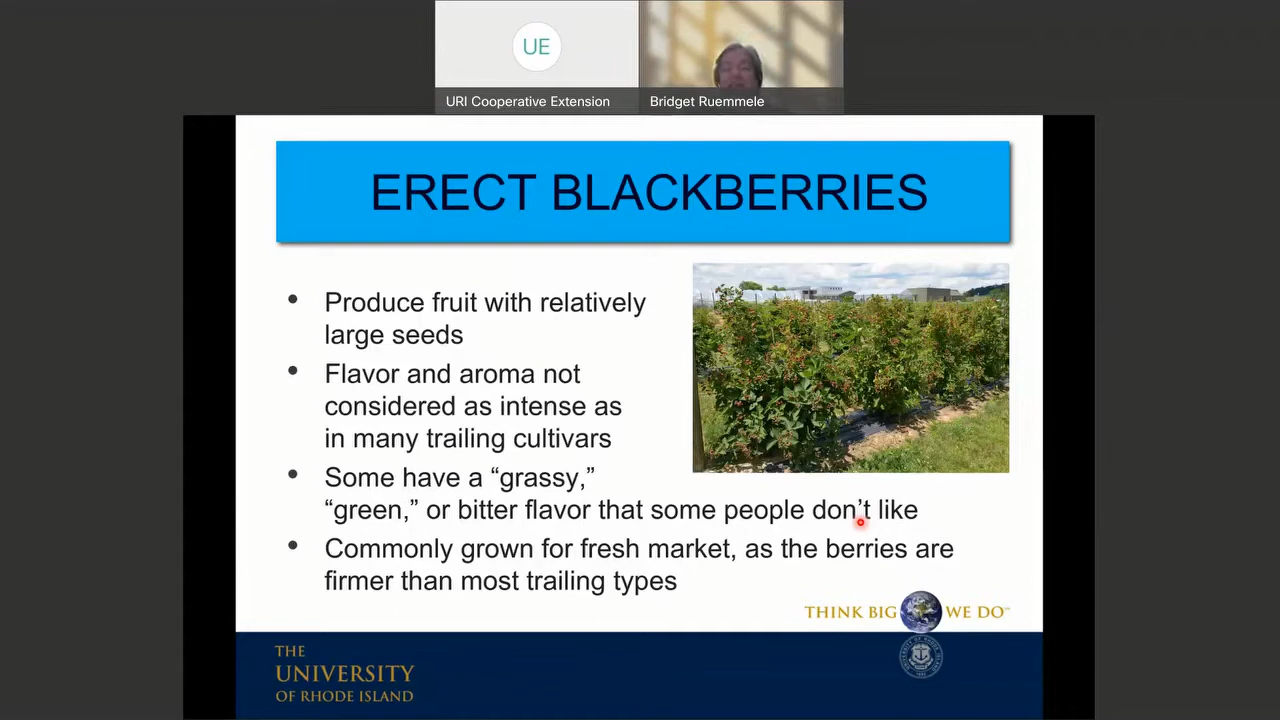 UE
URI Cooperative Extension
Bridget Ruemmele
ERECT BLACKBERRIES
• Produce fruit with relatively
large seeds
• Flavor and aroma not
considered as intense as
in many trailing cultivars
• Some have a “grassy,”
“green,” or bitter flavor that some people don’t like
• Commonly grown for fresh market, as the berries are
firmer than most trailing types
THINK BIG WE DO™
THE
UNIVERSITY
OF RHODE ISLAND